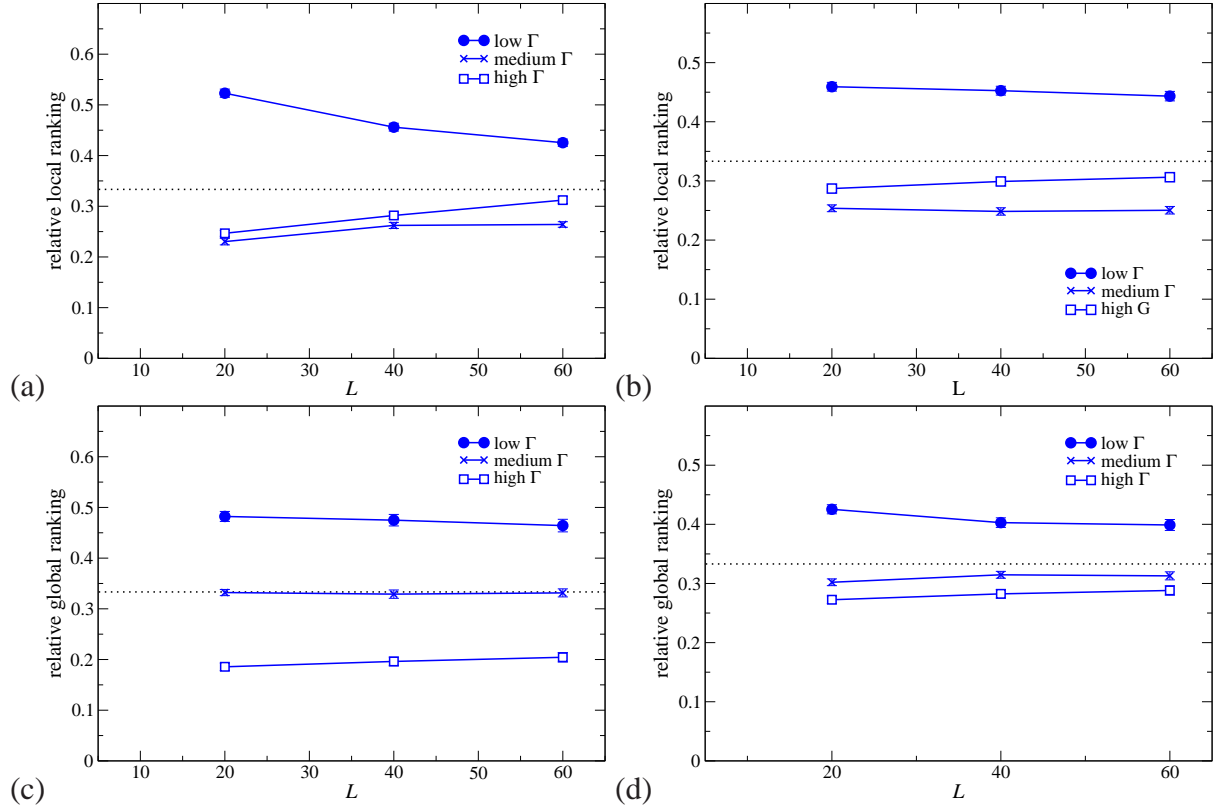 relative local ranking
0.6
0.5
0.4
0.3
0.2
0.1
0
low Γ
medium Γ
high Γ
10 20 30 40 50 60
L
(a)
relative local ranking
0.5
0.4
0.3
0.2
0.1
0
low Γ
medium Γ
high G
10 20 30 40 50 60
L
(b)
relative global ranking
0.6
0.5
0.4
0.3
0.2
0.1
0
low Γ
medium Γ
high Γ
10 20 30 40 50 60
L
(c)
relative global ranking
0.5
0.4
0.3
0.2
0.1
0
low Γ
medium Γ
high Γ
20 40 60
L
(d)